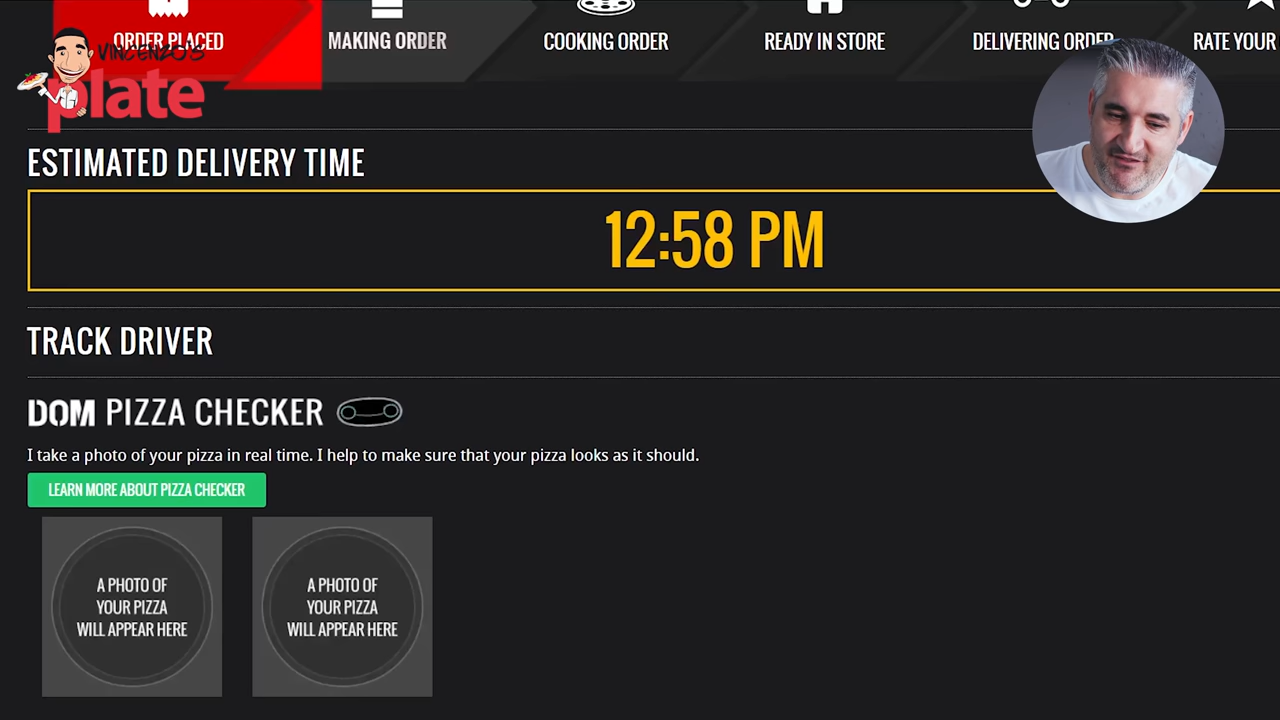 ORDER PLACED
MAKING ORDER
COOKING ORDER
READY IN STORE
DELIVERING ORDER
RATE YOUR
VINCENZO'S
plate
ESTIMATED DELIVERY TIME
12:58 PM
TRACK DRIVER
DOM PIZZA CHECKER
I take a photo of your pizza in real time. I help to make sure that your pizza looks as it should.
LEARN MORE ABOUT PIZZA CHECKER
A PHOTO OF
YOUR PIZZA
WILL APPEAR HERE
A PHOTO OF
YOUR PIZZA
WILL APPEAR HERE